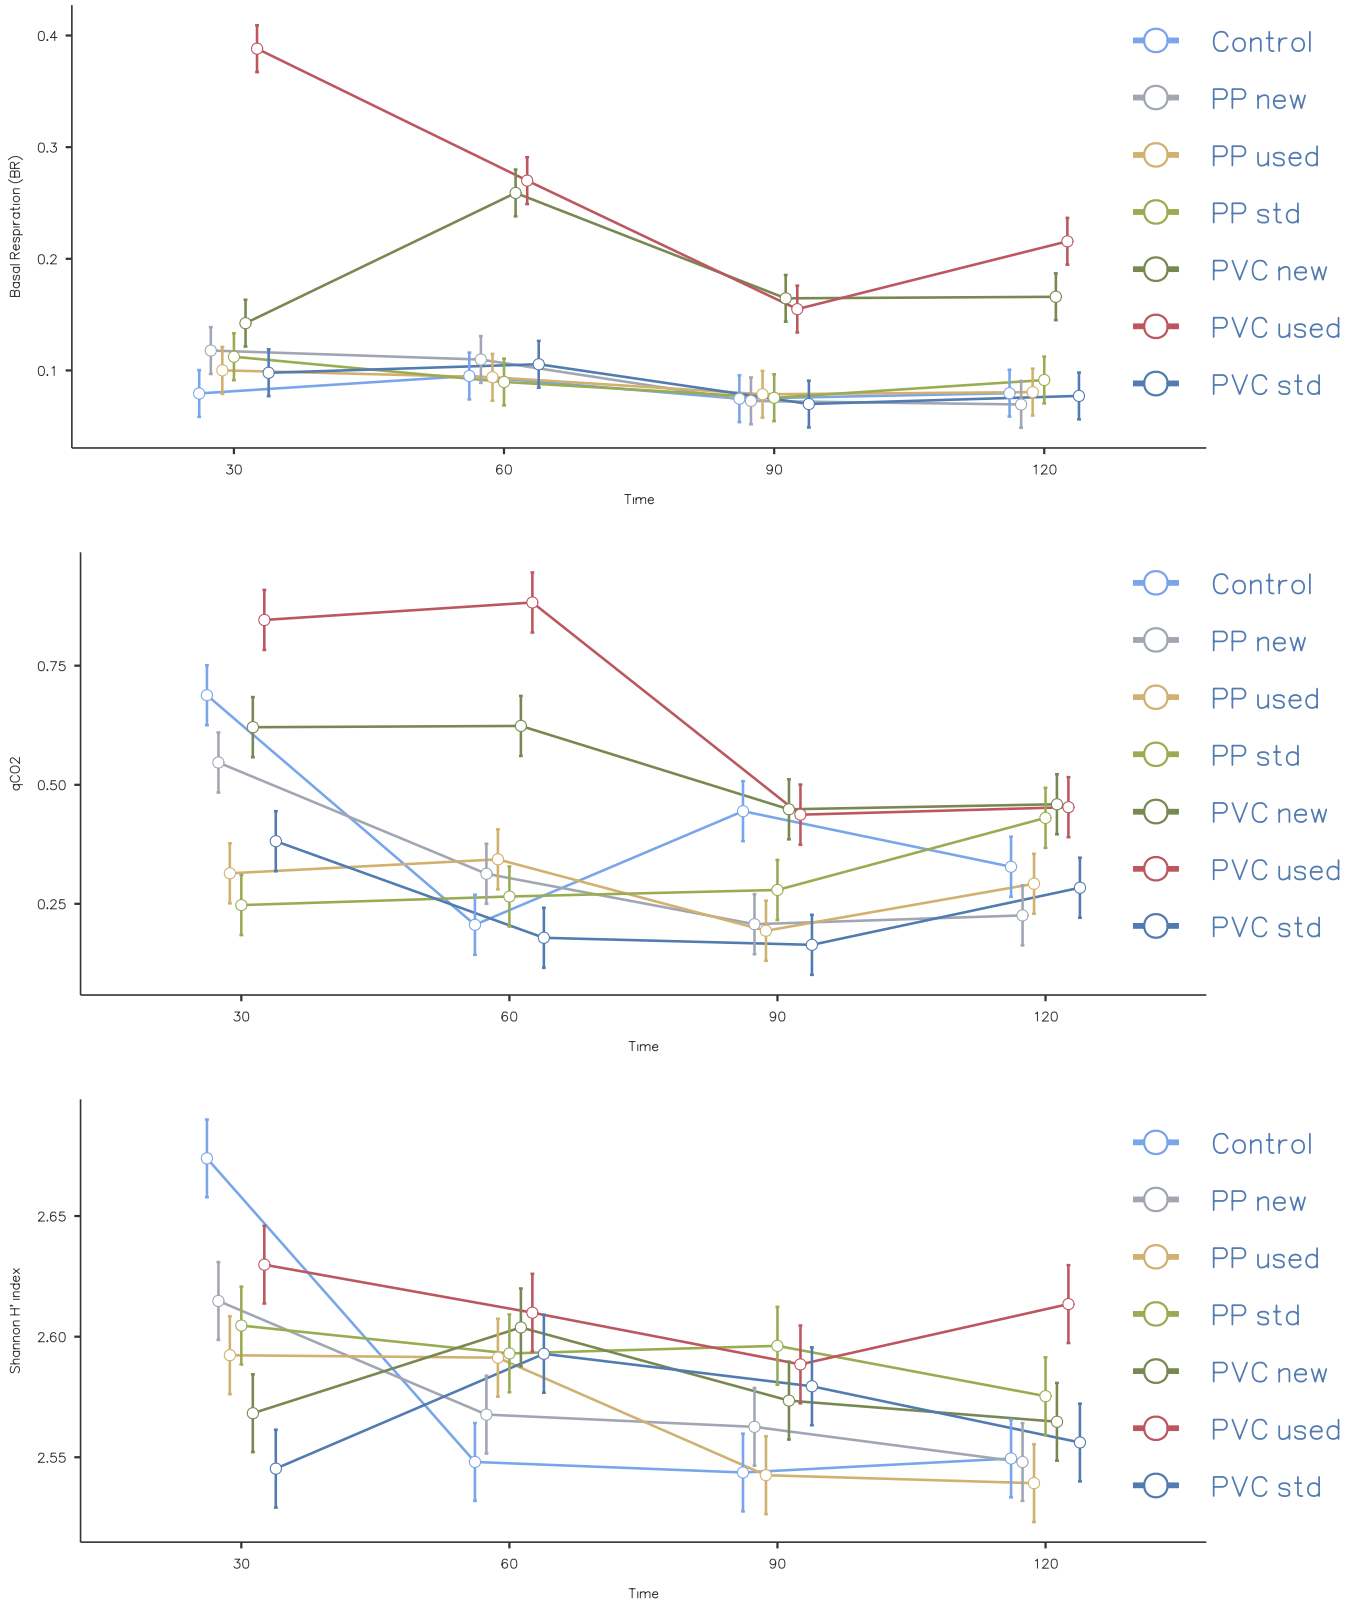 0.4
0.3
0.2
0.1
Basal Respiration (BR)
30 60 90 120
Time
Control
PP new
PP used
PP std
PVC new
PVC used
PVC std
0.75
0.50
0.25
qCO2
30 60 90 120
Time
Control
PP new
PP used
PP std
PVC new
PVC used
PVC std
2.65
2.60
2.55
Shannon H' index
30 60 90 120
Time
Control
PP new
PP used
PP std
PVC new
PVC used
PVC std